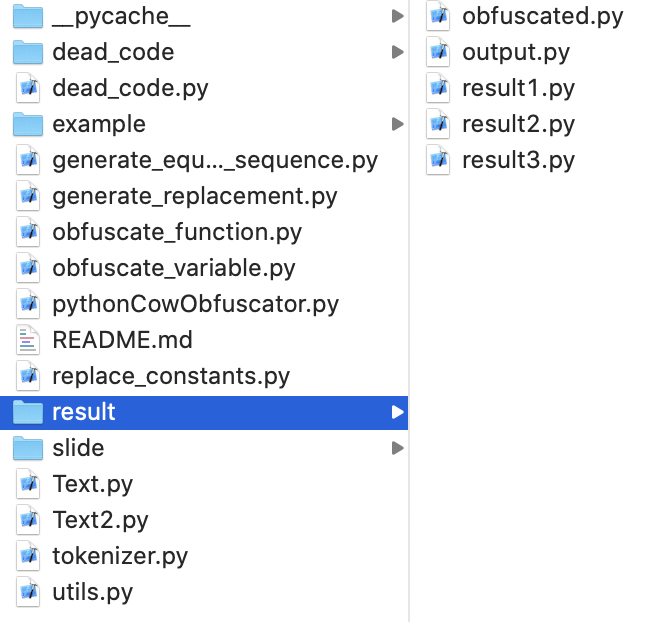 __pycache__
dead_code
dead_code.py
example
generate_equ..._sequence.py
generate_replacement.py
obfuscate_function.py
obfuscate_variable.py
pythonCowObfuscator.py
README.md
replace_constants.py
result
slide
Text.py
Text2.py
tokenizer.py
utils.py
obfuscated.py
output.py
result1.py
result2.py
result3.py